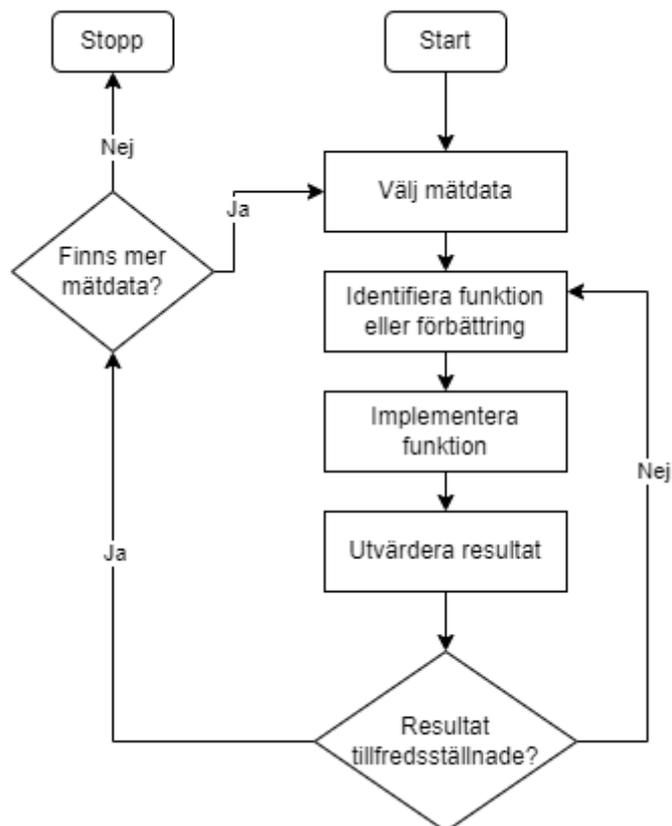 Stopp
Start
Nej
Välj mätdata
Ja
Finns mer
mätdata?
Identifiera funktion
eller förbättring
Implementera
funktion
Nej
Ja
Utvärdera resultat
Resultat
tillfredsställnade?